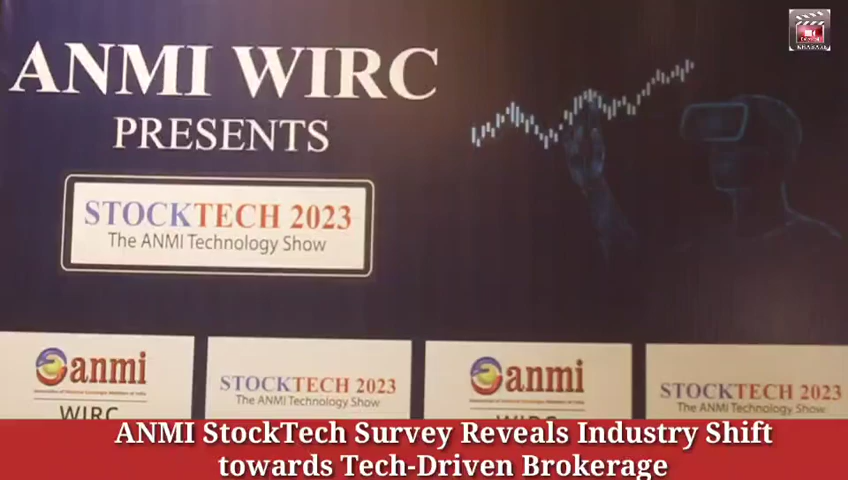 ANMI WIRC
PRESENTS
STOCKTECH 2023
The ANMI Technology Show
anmi
WIRC
STOCKTECH 2023
The ANMI Technology Show
anmi
STOCKTECH 2023
The ANMI Technology Show
ANMI StockTech Survey Reveals Industry Shift
towards Tech-Driven Brokerage